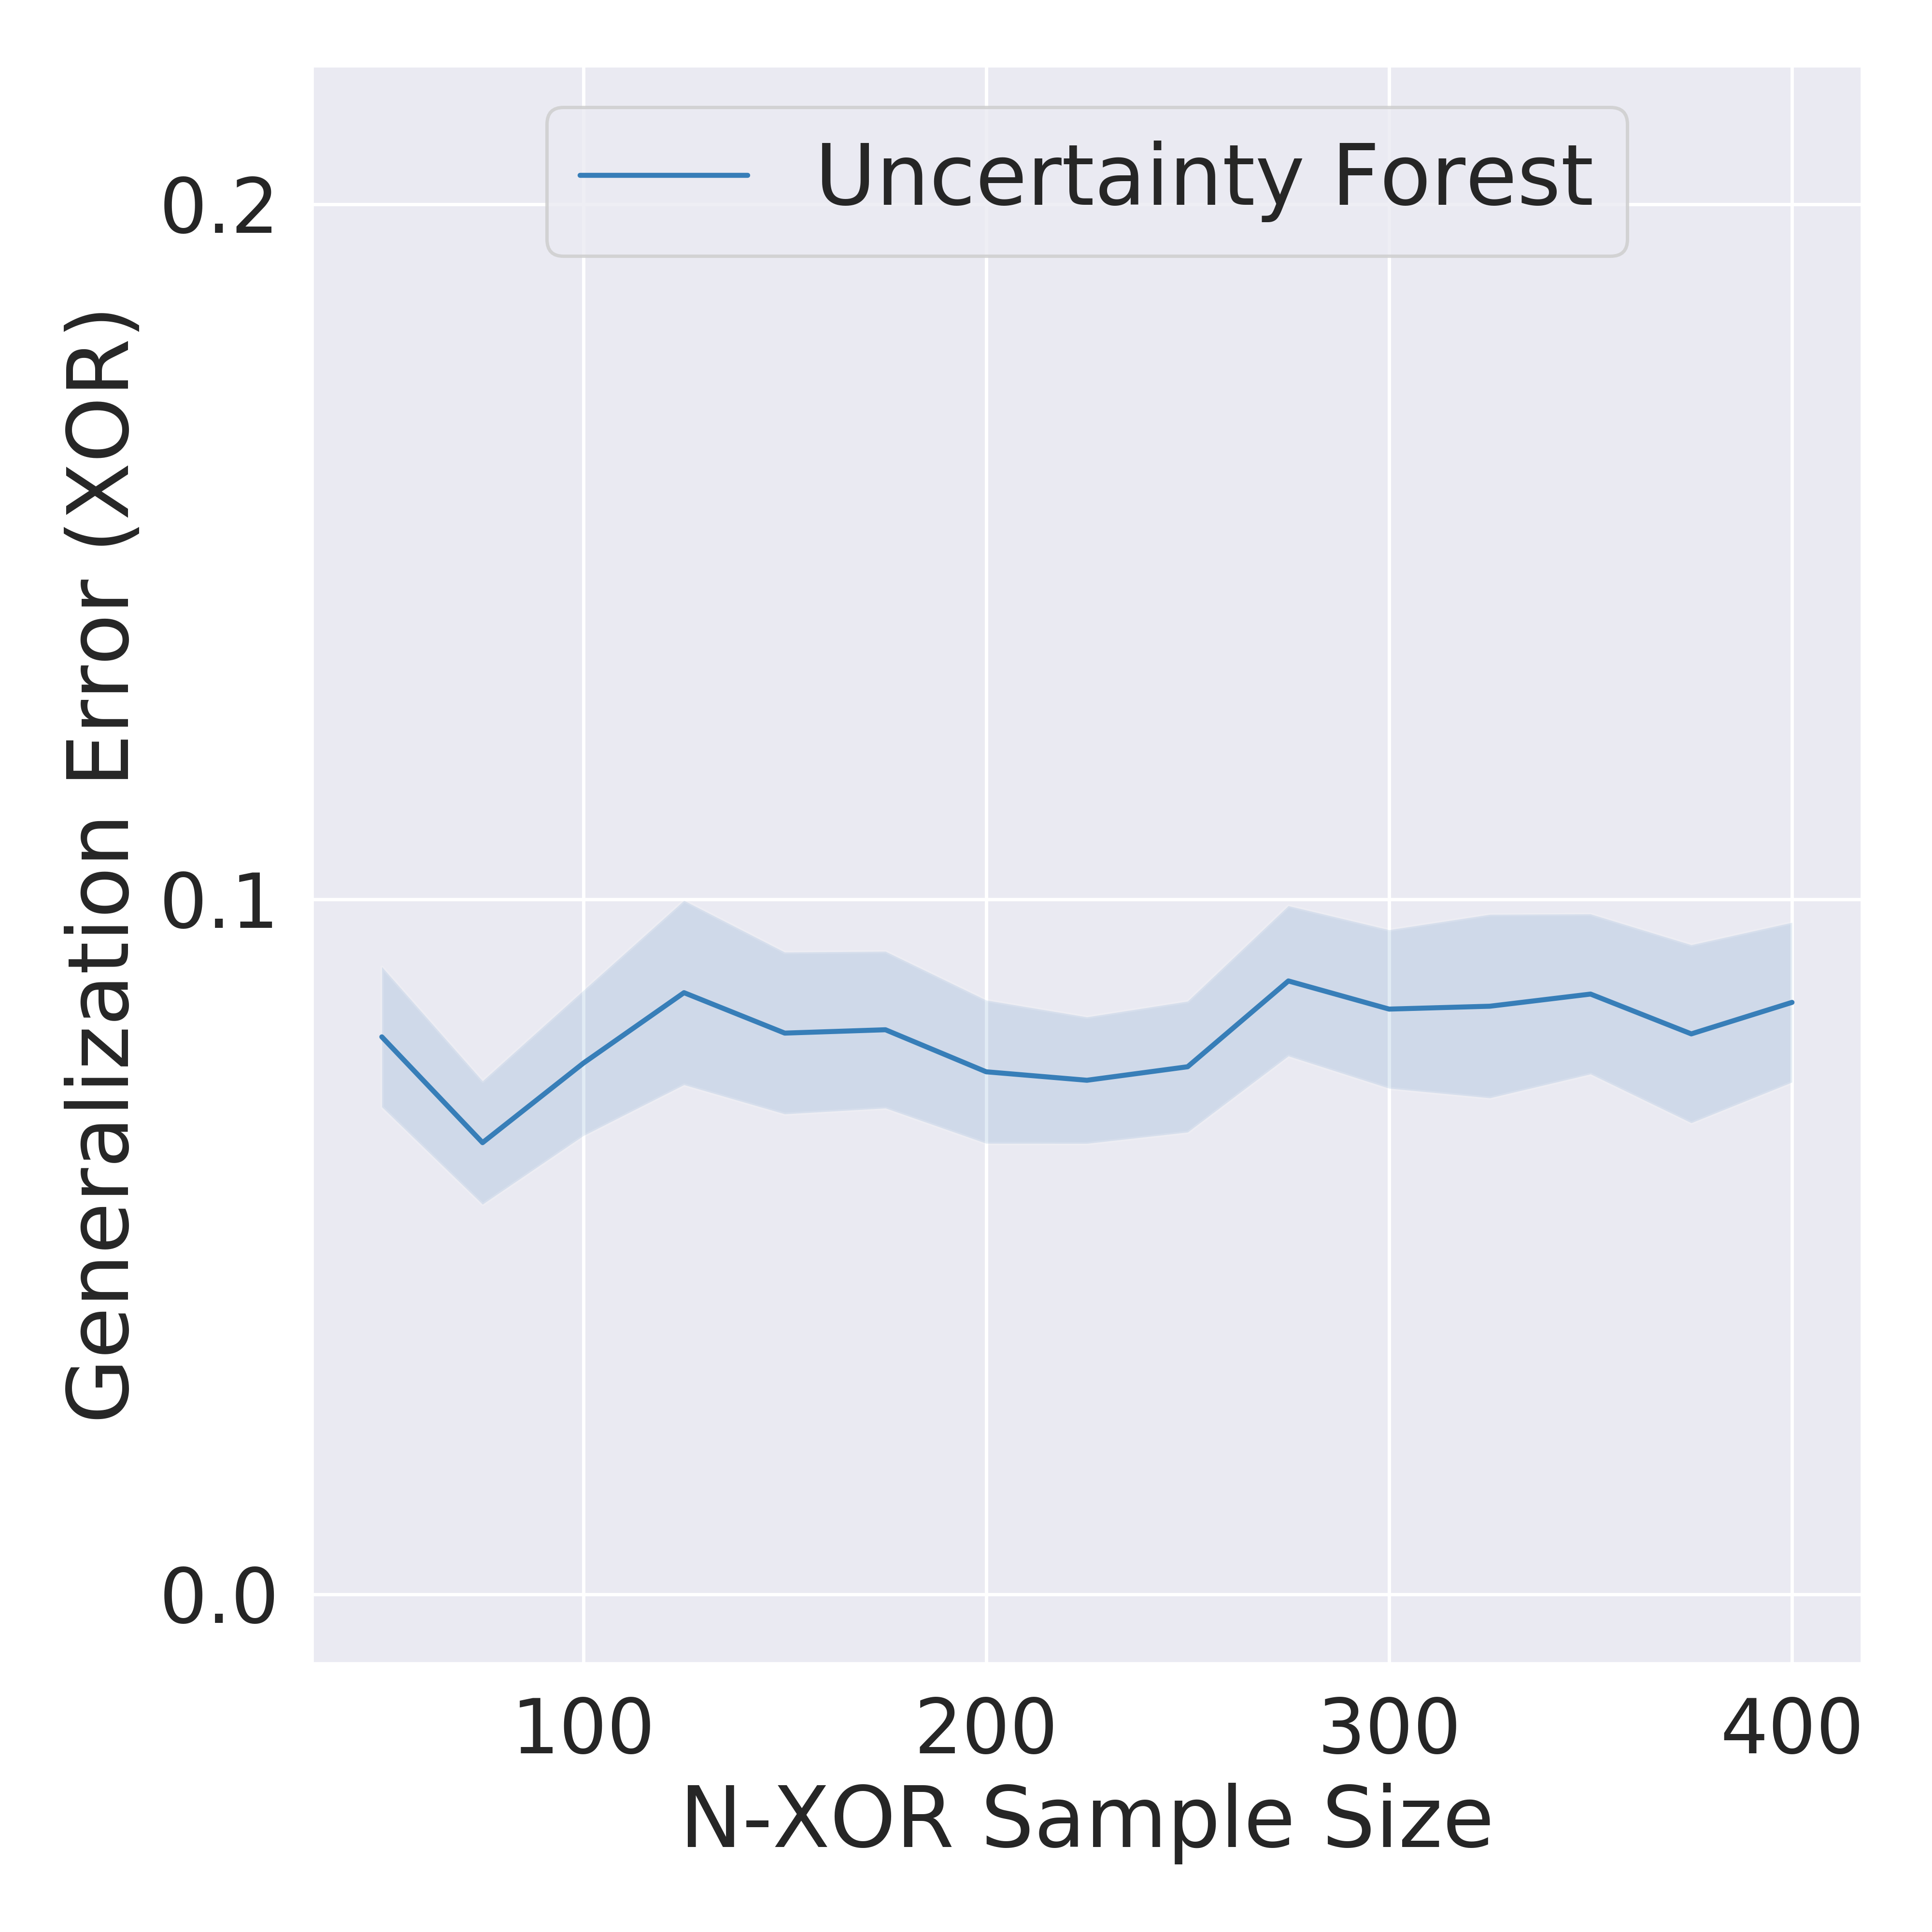 Uncertainty Forest
Generalization Error (XOR)
0.2
0.1
0.0
100 200 300 400
N-XOR Sample Size